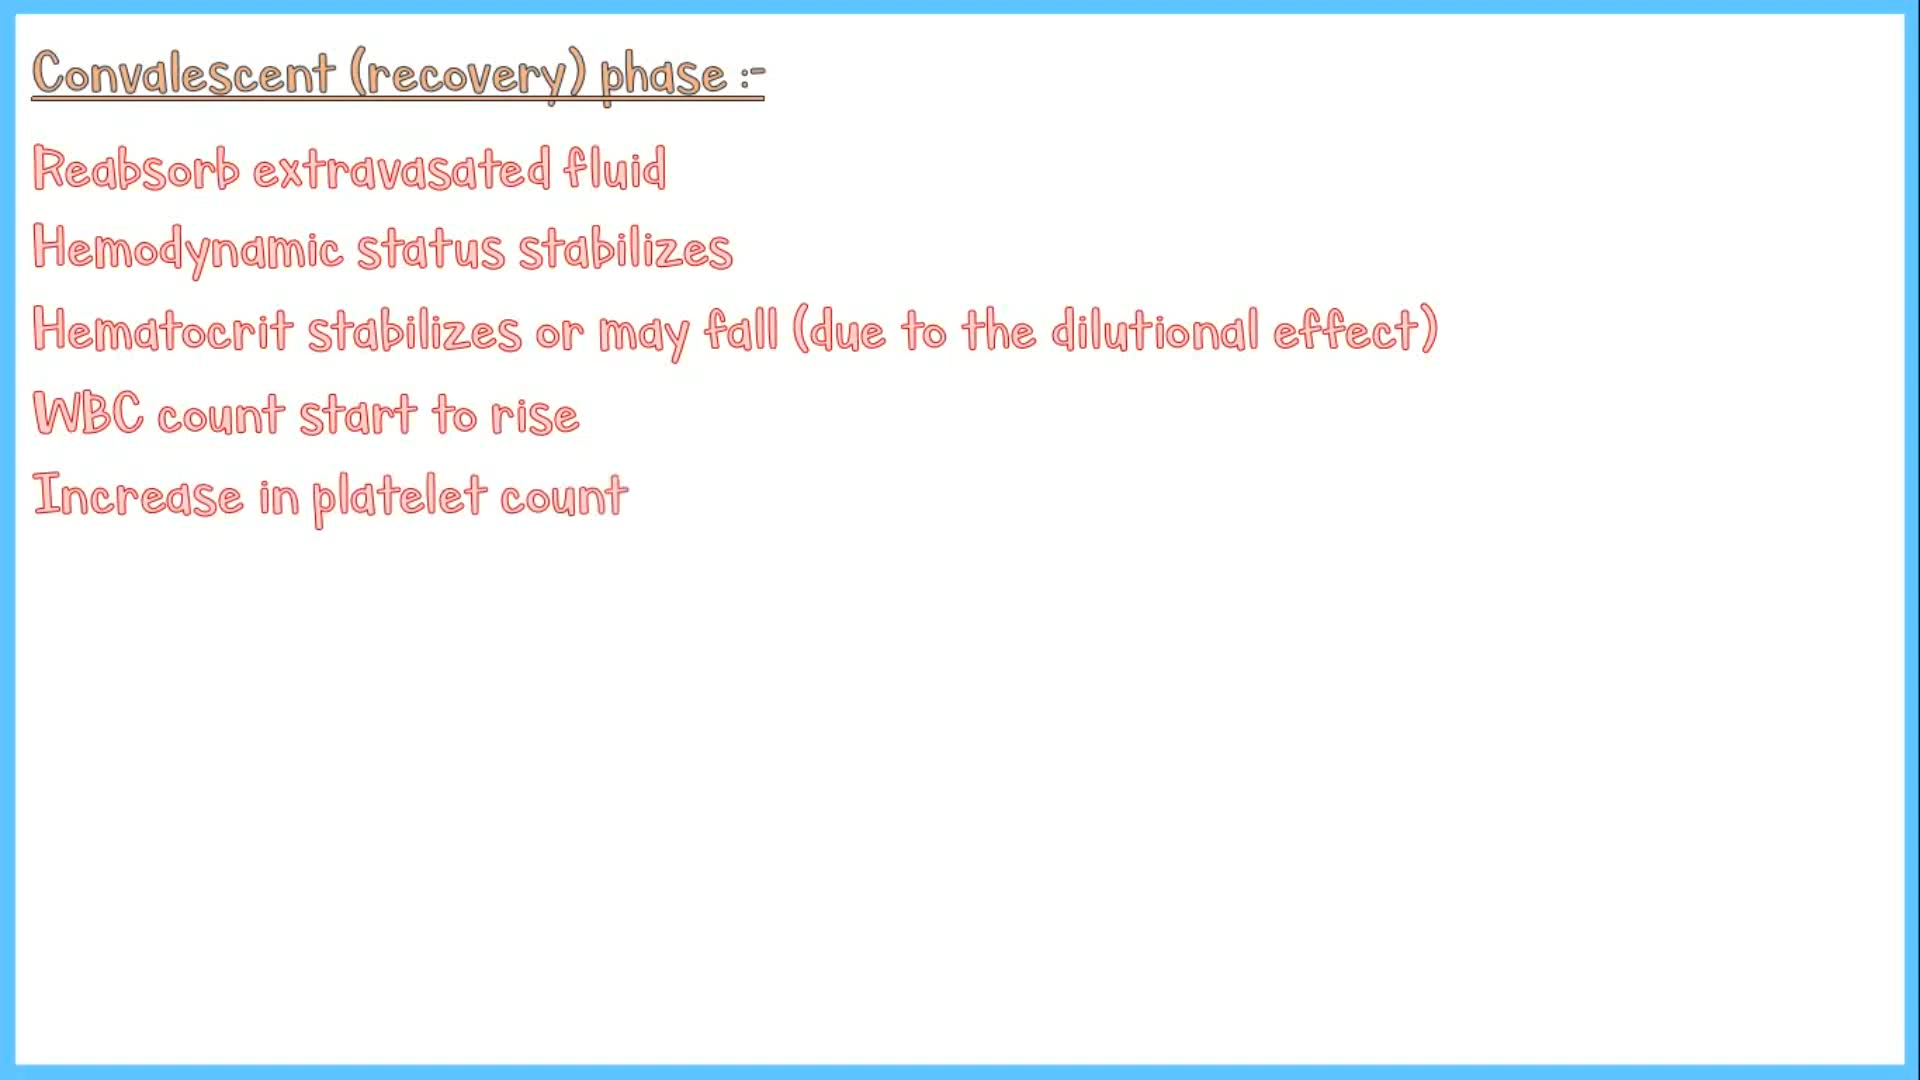 Convalescent (recovery) phase :-
Reabsorb extravasated fluid
Hemodynamic status stabilizes
Hematocrit stabilizes or may fall (due to the dilutional effect)
WBC count start to rise
Increase in platelet count